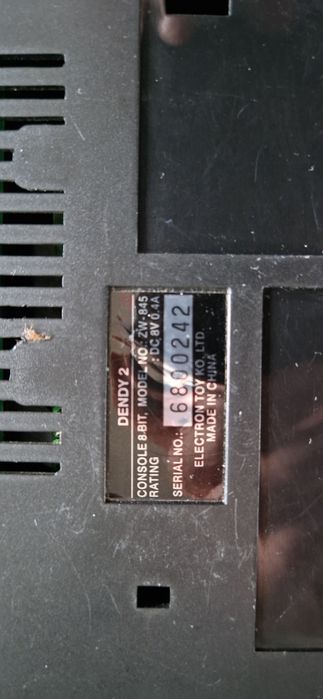 DENDY 2
CONSOLE 8-BIT. MODEL NO.: ZW-845
RATING : DC 8V 0.4A
SERIAL NO.: 6800242
ELECTRON TOY KO., LTD.
MADE IN CHINA